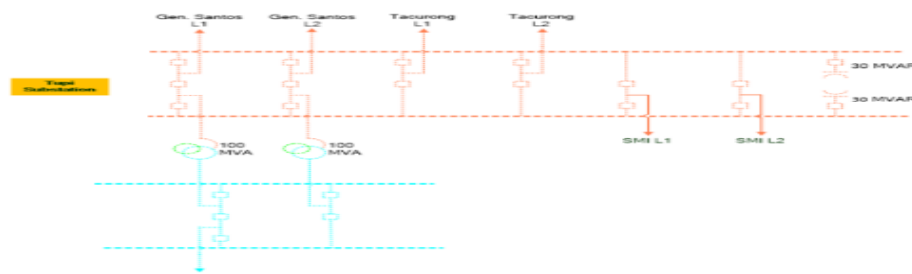 Gen. Santos
L1
Gen. Santos
L2
Tacurong
L1
Tacurong
L2
Tupi
Substation
30 MVAR
30 MVAR
SMI L1
SMI L2
100
MVA
100
MVA